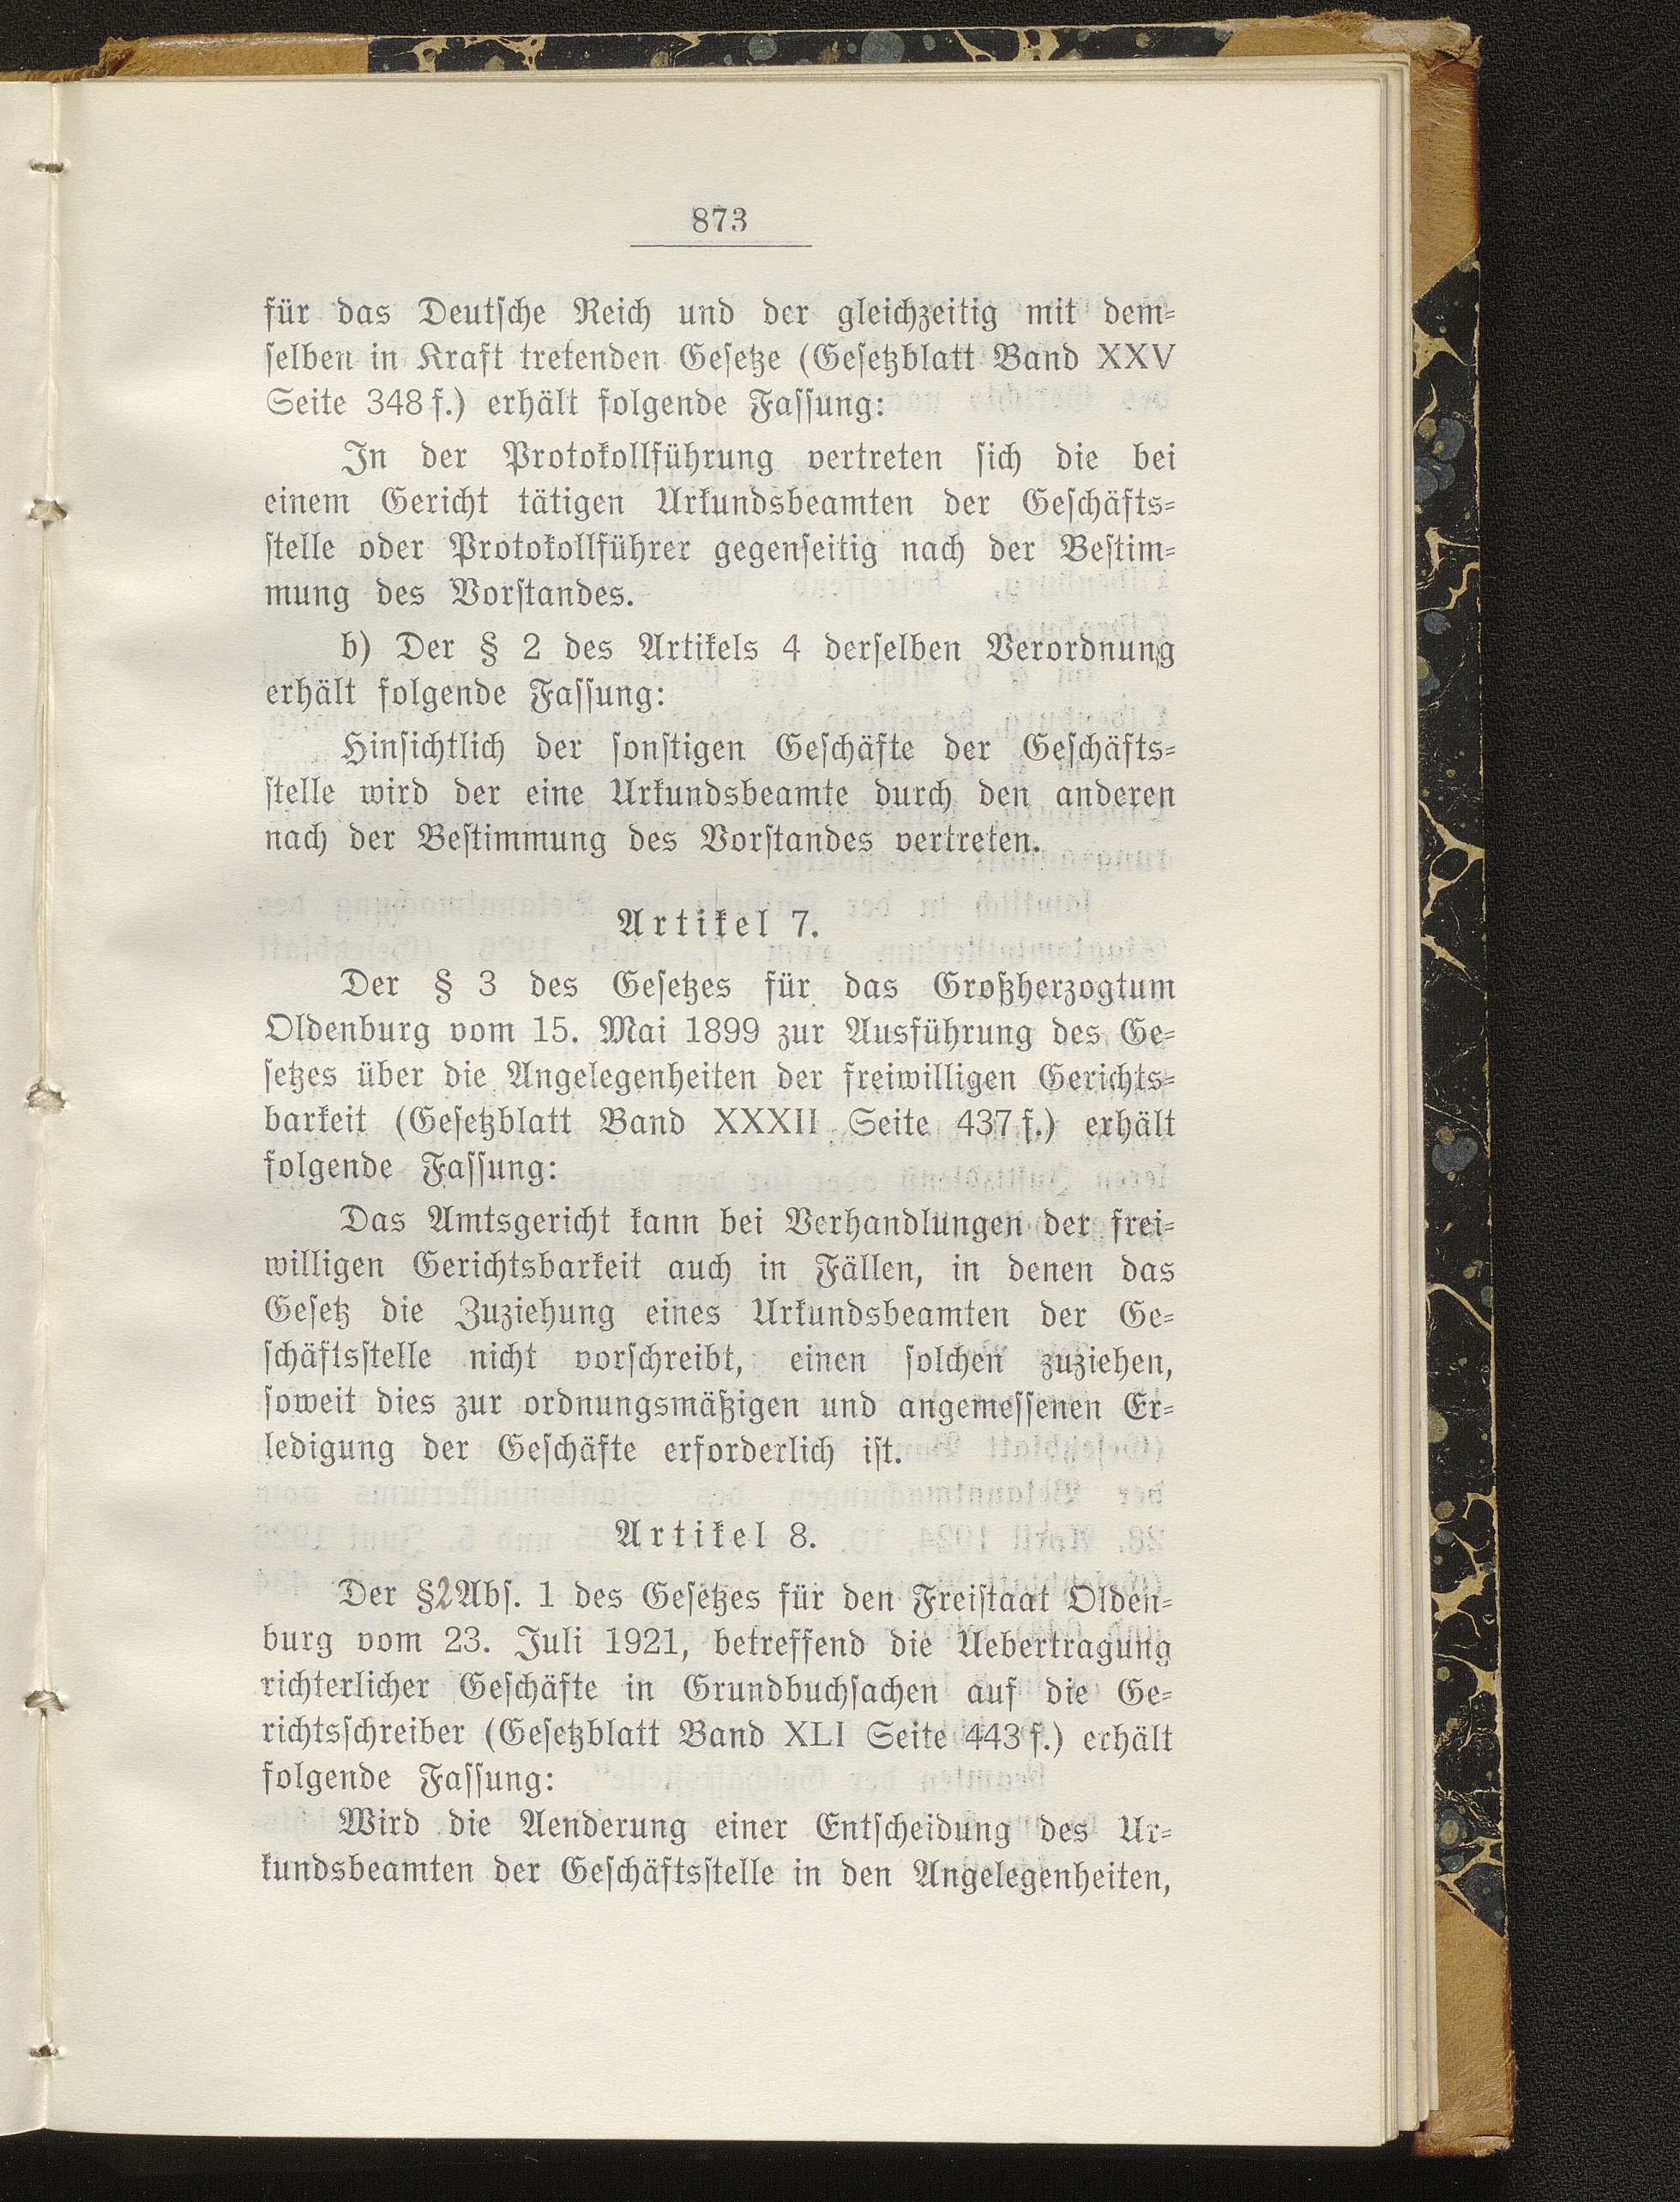 873
für das Deutsche Reich und der gleichzeitig mit dem-
selben in Kraft tretenden Gesetze (Gesetzblatt Band XXV
Seite 348 f.) erhält folgende Fassung:
In der Protokollführung vertreten sich die bei
einem Gericht tätigen Urkundsbeamten der Geschäfts-
stelle oder Protokollführer gegenseitig nach der Bestim-
mung des Vorstandes.
b) Der § 2 des Artikels 4 derselben Verordnung
erhält folgende Fassung:
Hinsichtlich der sonstigen Geschäfte der Geschäfts-
stelle wird der eine Urkundsbeamte durch den anderen
nach der Bestimmung des Vorstandes vertreten.
Artikel 7.
Der § 3 des Gesetzes für das Großherzogtum
Oldenburg vom 15. Mai 1899 zur Ausführung des Ge-
setzes über die Angelegenheiten der freiwilligen Gerichts-
barkeit (Gesetzblatt Band XXXII Seite 437 f.) erhält
folgende Fassung:
Das Amtsgericht kann bei Verhandlungen der frei-
willigen Gerichtsbarkeit auch in Fällen, in denen das
Gesetz die Zuziehung eines Urkundsbeamten der Ge-
schäftsstelle nicht vorschreibt, einen solchen zuziehen,
soweit dies zur ordnungsmäßigen und angemessenen Er-
ledigung der Geschäfte erforderlich ist.
Artikel 8.
Der §2 Abs. 1 des Gesetzes für den Freistaat Olden-
burg vom 23. Juli 1921, betreffend die Uebertragung
richterlicher Geschäfte in Grundbuchsachen auf die Ge-
richtsschreiber (Gesetzblatt Band XLI Seite 443 f.) erhält
folgende Fassung:
Wird die Aenderung einer Entscheidung des Ur-
kundsbeamten der Geschäftsstelle in den Angelegenheiten,